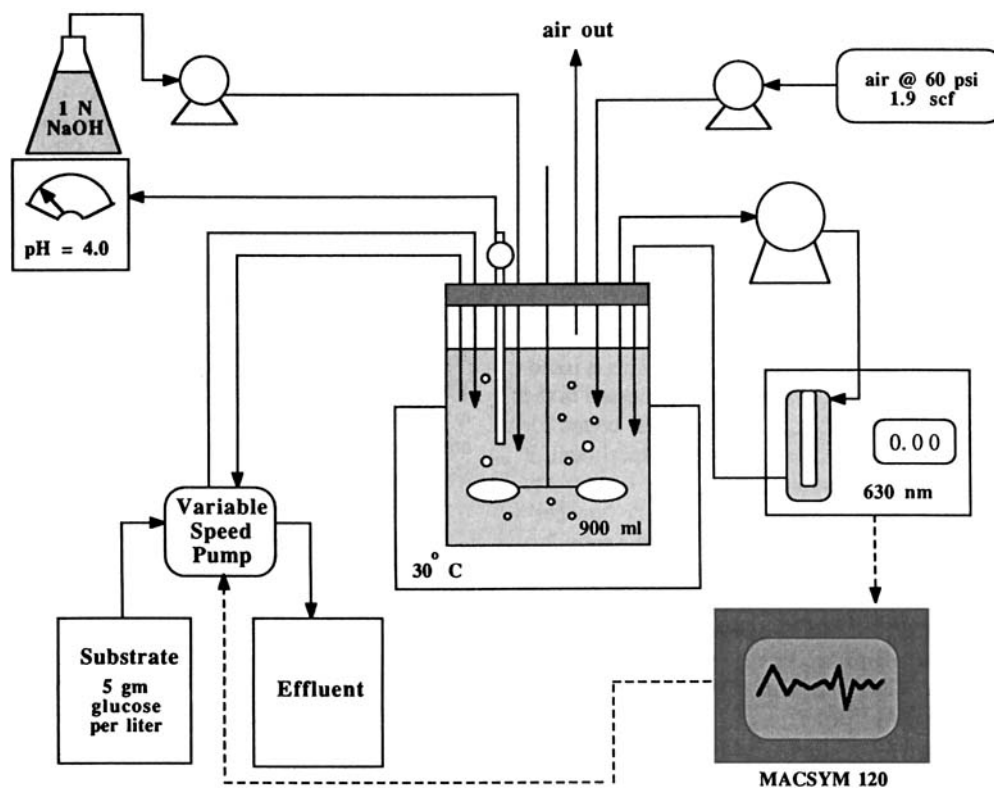 air out
air @ 60 psi
1.9 scf
1 N
NaOH
pH = 4.0
0.00
630 nm
900 ml
30° C
Variable
Speed
Pump
Substrate
5 gm
glucose
per liter
Effluent
MACSYM 120